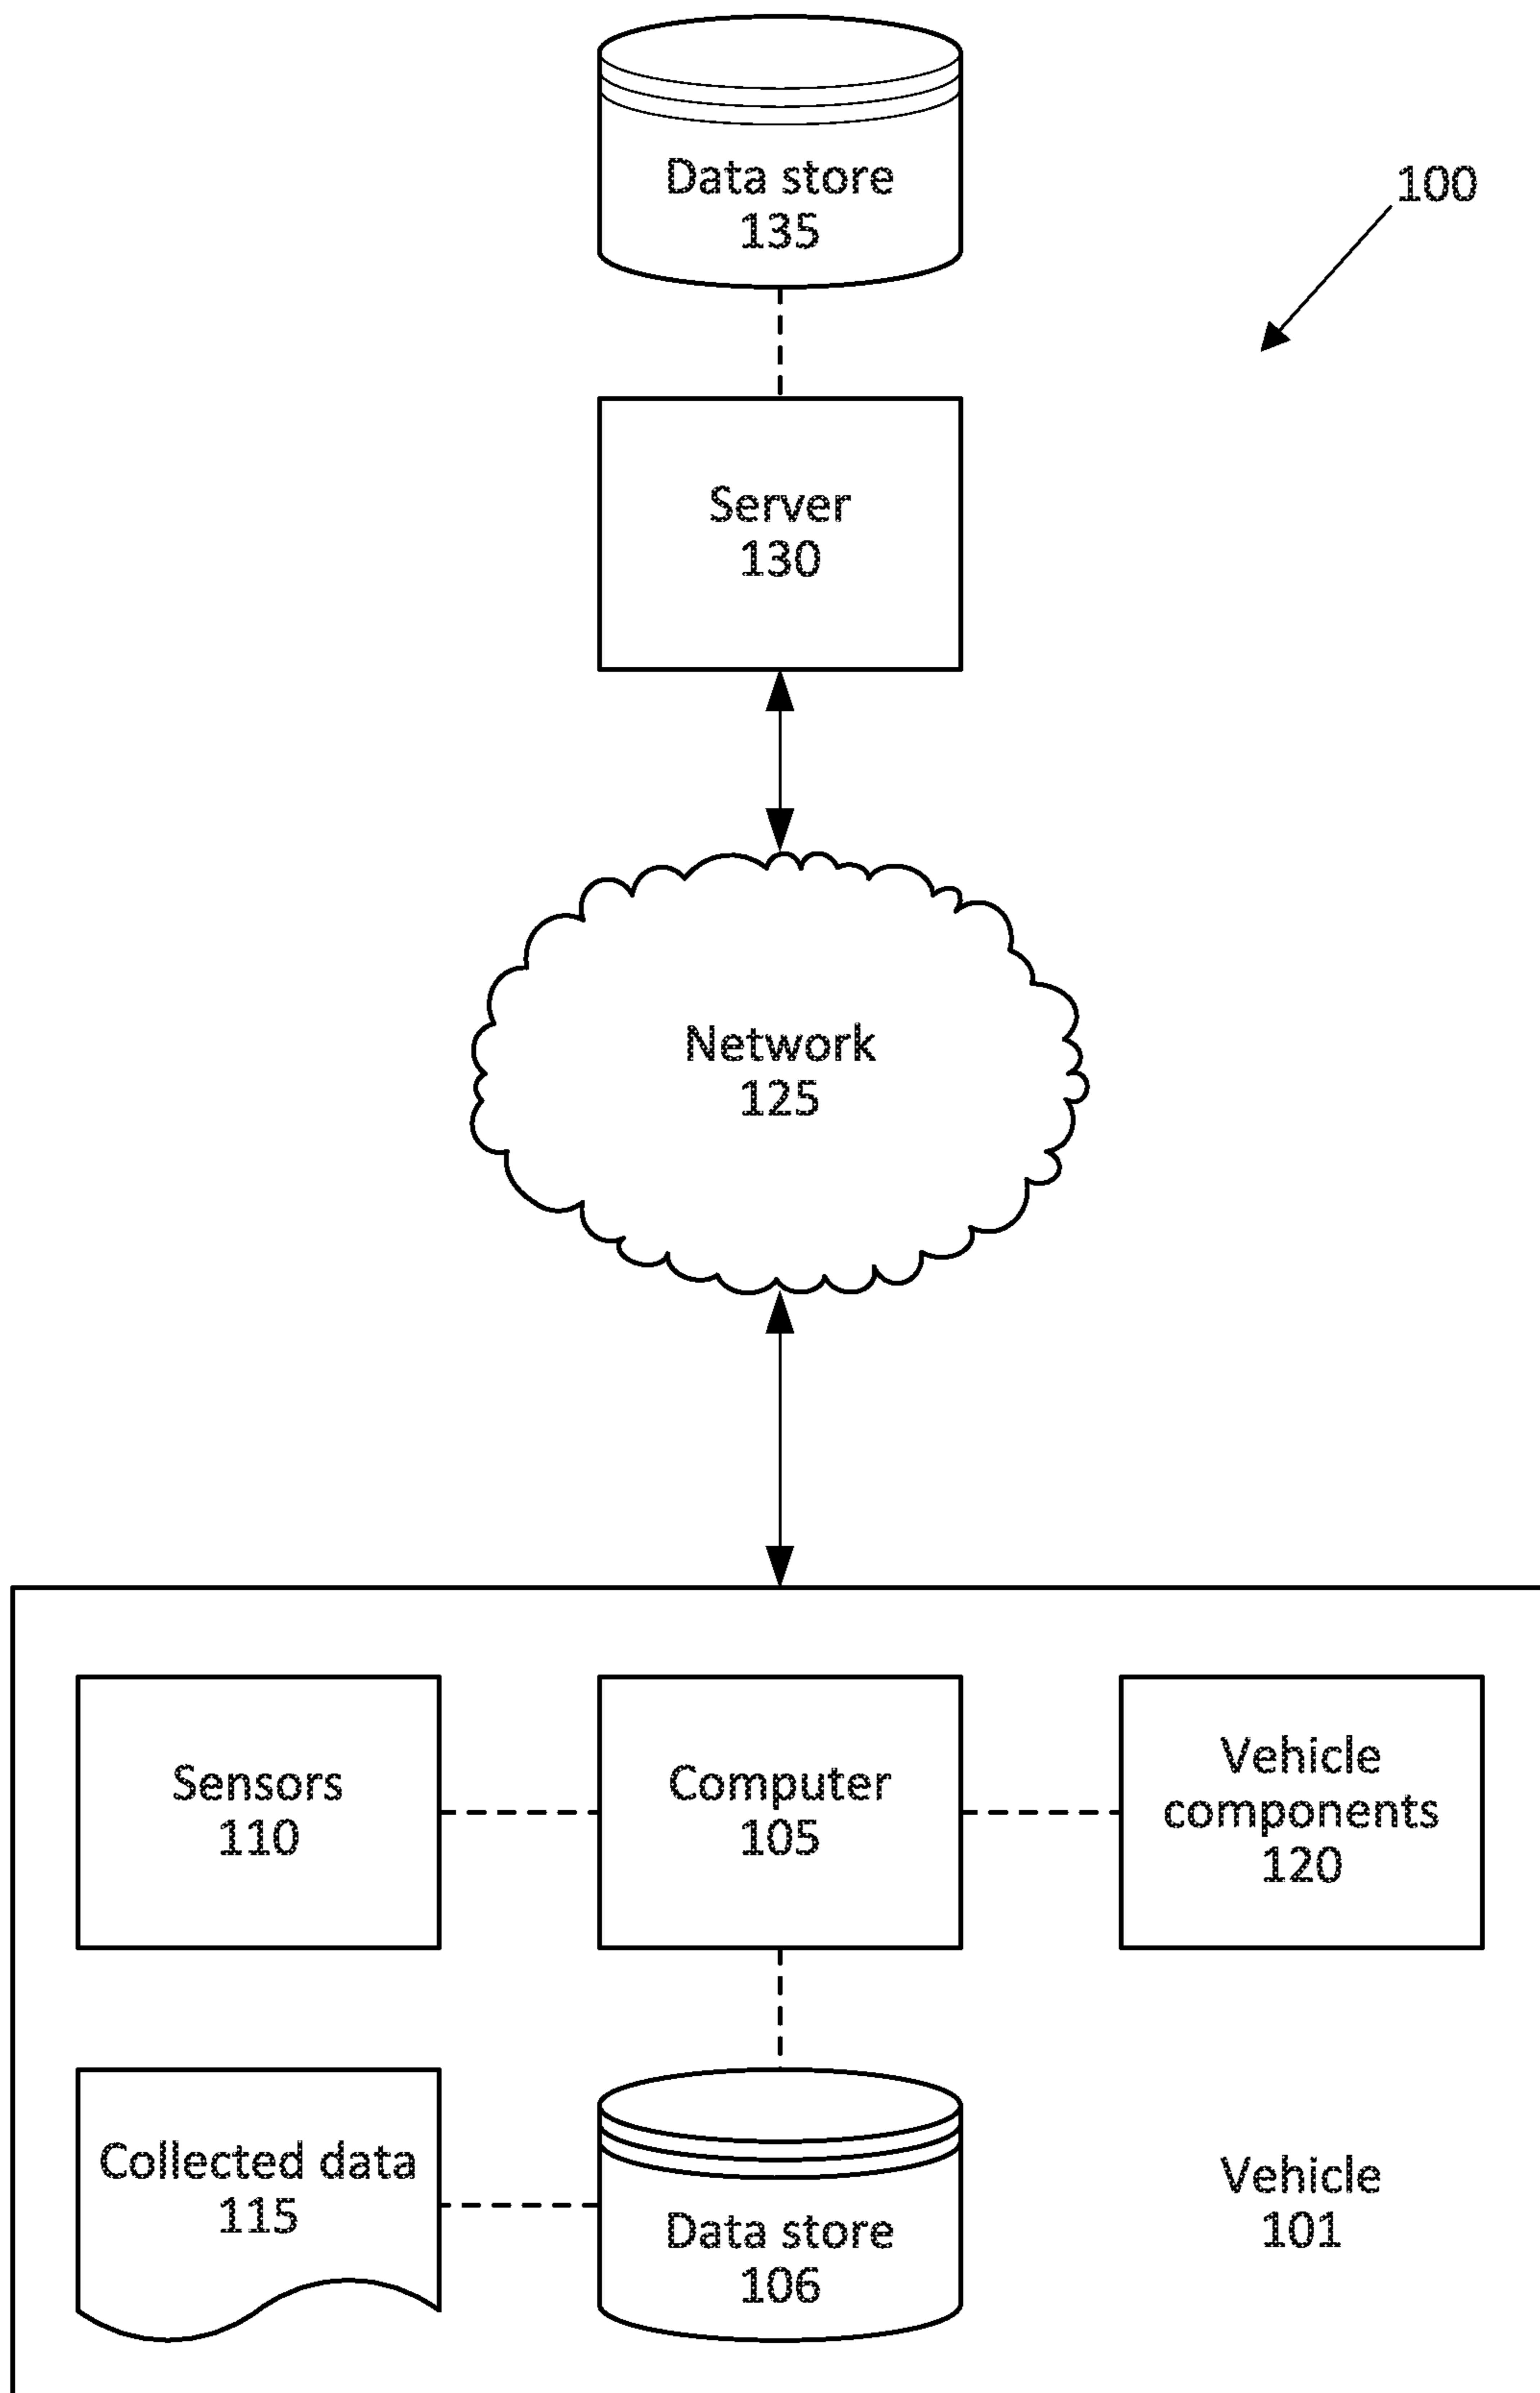 Data store
135
100
Server
130
Network
125
Sensors
110
Computer
105
Vehicle
components
120
Collected data
115
Data store
106
Vehicle
101